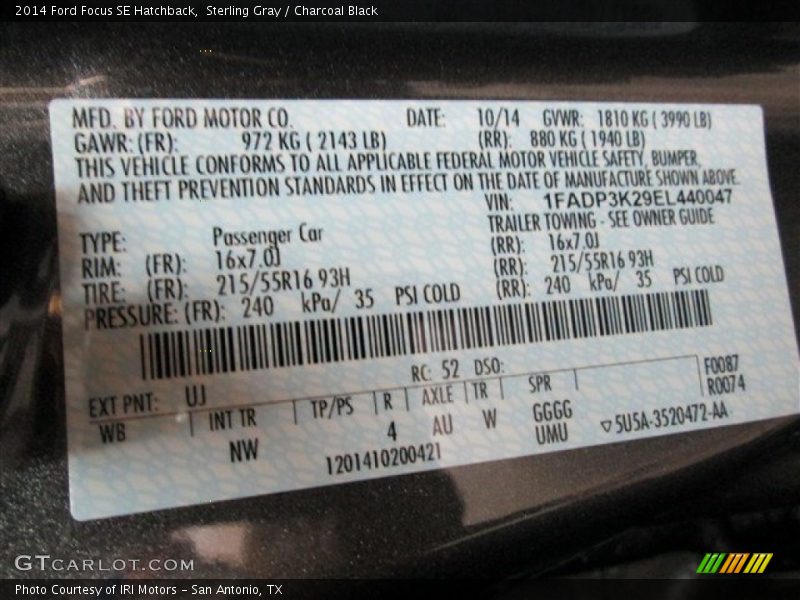 2014 Ford Focus SE Hatchback,  Sterling Gray / Charcoal Black
MFD. BY FORD MOTOR CO. DATE: 10/14 GVWR: 1810 KG ( 3990 LB)
GAWR: (FR): 972 KG ( 2143 LB) (RR): 880 KG ( 1940 LB)
THIS VEHICLE CONFORMS TO ALL APPLICABLE FEDERAL MOTOR VEHICLE SAFETY, BUMPER,
AND THEFT PREVENTION STANDARDS IN EFFECT ON THE DATE OF MANUFACTURE SHOWN ABOVE.
VIN: 1FADP3K29EL440047
TYPE: Passenger Car TRAILER TOWING - SEE OWNER GUIDE
RIM: (FR): 16x7.0J (RR): 16x7.0J
TIRE: (FR): 215/55R16 93H (RR): 215/55R16 93H
PRESSURE: (FR): 240 kPa/ 35 PSI COLD (RR): 240 kPa/ 35 PSI COLD
RC: 52 DSO: F0087
EXT PNT: UJ R0074
WB INT TR TP/PS R AXLE TR SPR
NW 4 AU W GGGG
UMU ▽5U5A-3520472-AA
1201410200421
GTCARLOT.COM
Photo Courtesy of IRI Motors - San Antonio, TX